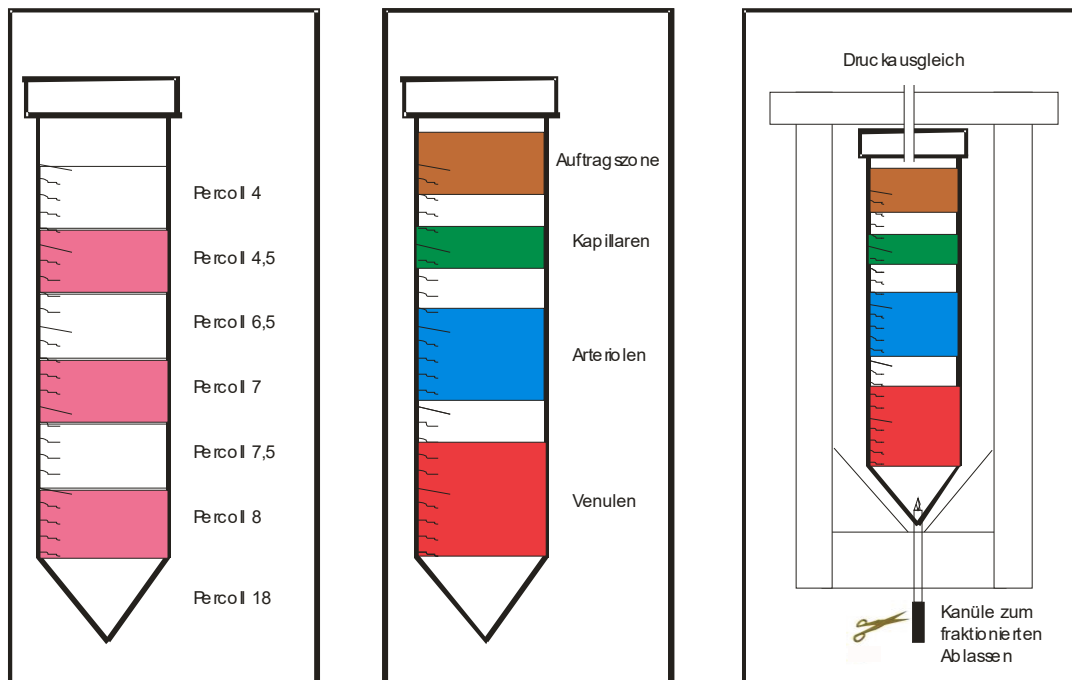 Percoll 4
Percoll 4,5
Percoll 6,5
Percoll 7
Percoll 7,5
Percoll 8
Percoll 18
Auftragszone
Kapillaren
Arteriolen
Venulen
Druckausgleich
Kanüle zum
fraktionierten
Ablassen